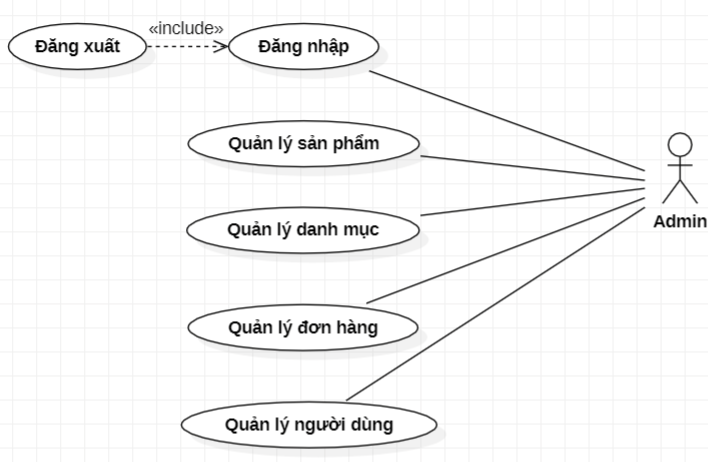 «include»
Đăng xuất
Đăng nhập
Quản lý sản phẩm
Quản lý danh mục
Admin
Quản lý đơn hàng
Quản lý người dùng